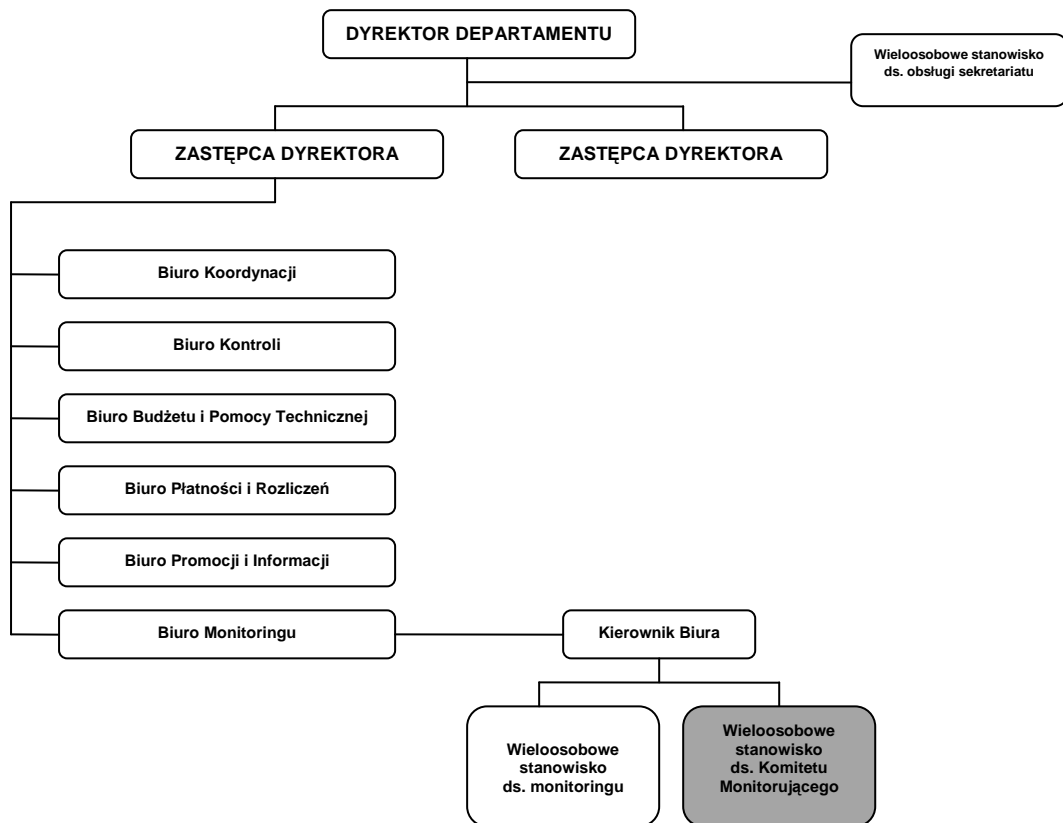 DYREKTOR DEPARTAMENTU
Wieloosobowe stanowisko
ds. obsługi sekretariatu
ZASTĘPCA DYREKTORA
ZASTĘPCA DYREKTORA
Biuro Koordynacji
Biuro Kontroli
Biuro Budżetu i Pomocy Technicznej
Biuro Płatności i Rozliczeń
Biuro Promocji i Informacji
Biuro Monitoringu
Kierownik Biura
Wieloosobowe
stanowisko
ds. monitoringu
Wieloosobowe
stanowisko
ds. Komitetu
Monitorującego